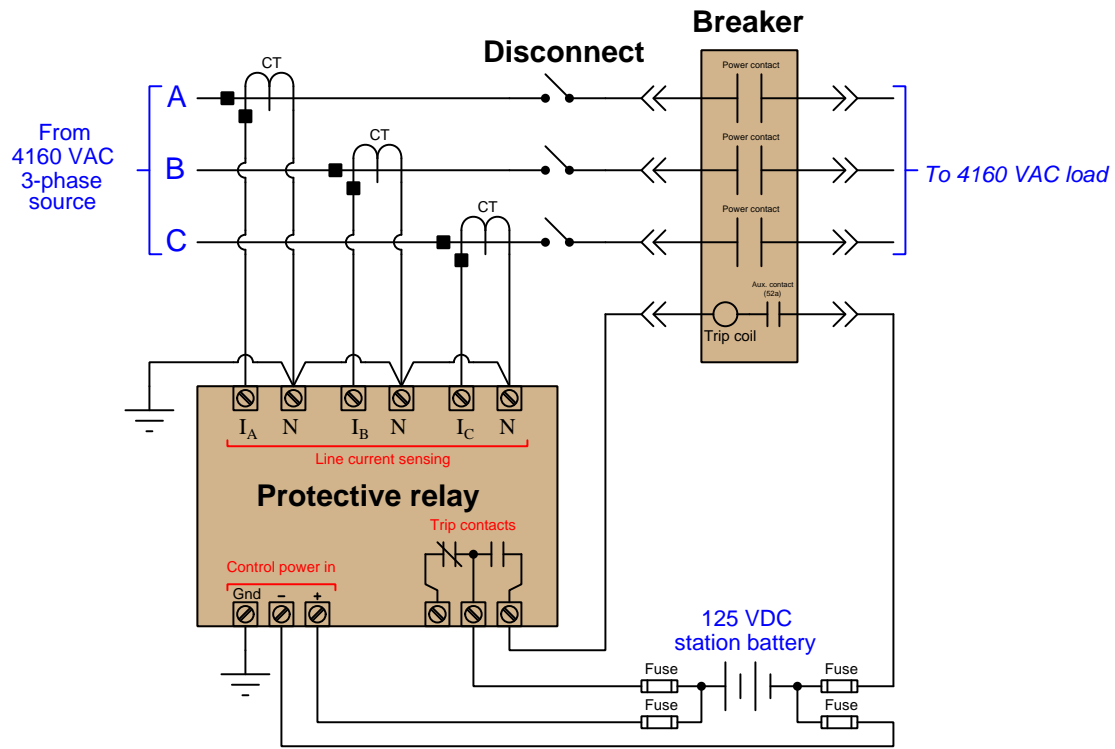 Breaker
Disconnect
CT
Power contact
A
From
4160 VAC
3-phase
source
CT
Power contact
B
To 4160 VAC load
CT
Power contact
C
Aux. contact
(52a)
Trip coil
IA N IB N IC N
Line current sensing
Protective relay
Trip contacts
Control power in
Gnd − +
125 VDC
station battery
Fuse Fuse
Fuse Fuse